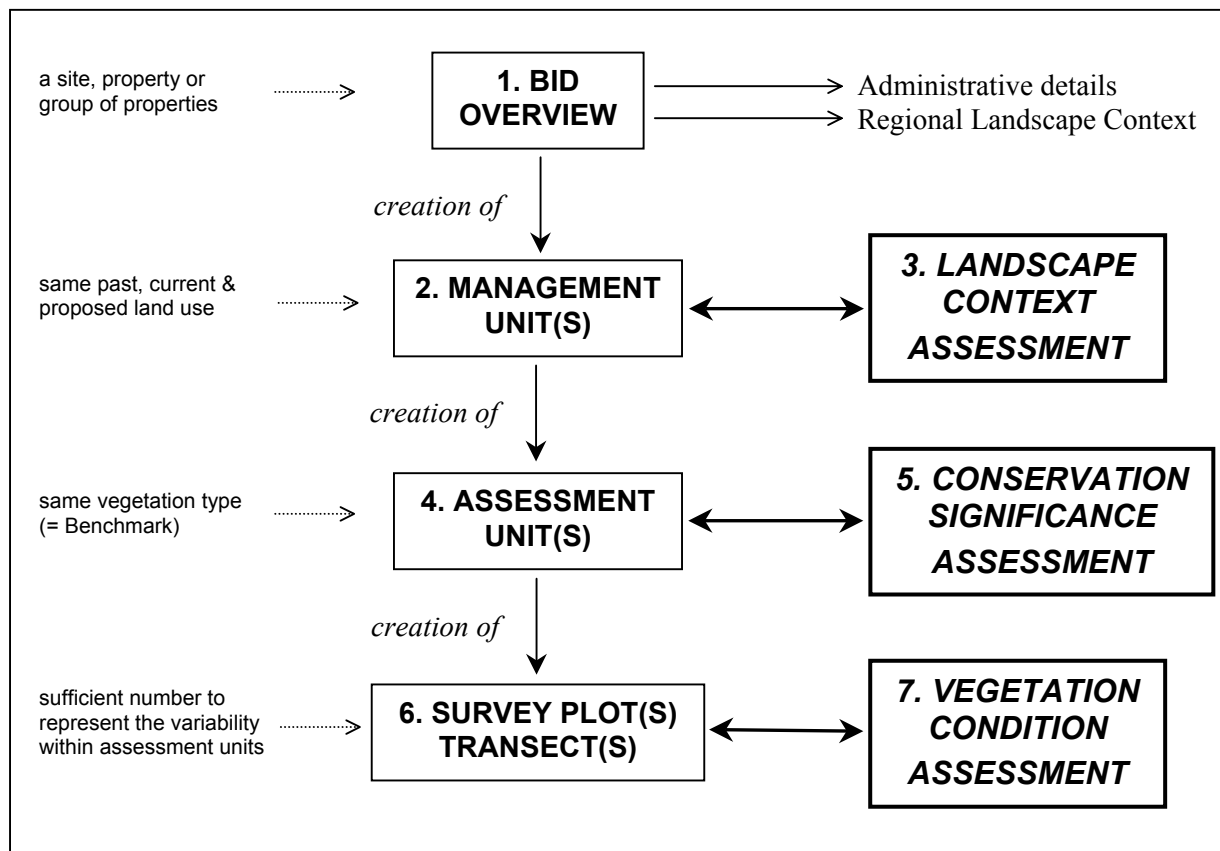 a site, property or
group of properties
1. BID
OVERVIEW
Administrative details
Regional Landscape Context
creation of
same past, current &
proposed land use
2. MANAGEMENT
UNIT(S)
3. LANDSCAPE
CONTEXT
ASSESSMENT
creation of
same vegetation type
(= Benchmark)
4. ASSESSMENT
UNIT(S)
5. CONSERVATION
SIGNIFICANCE
ASSESSMENT
creation of
sufficient number to
represent the variability
within assessment units
6. SURVEY PLOT(S)
TRANSECT(S)
7. VEGETATION
CONDITION
ASSESSMENT